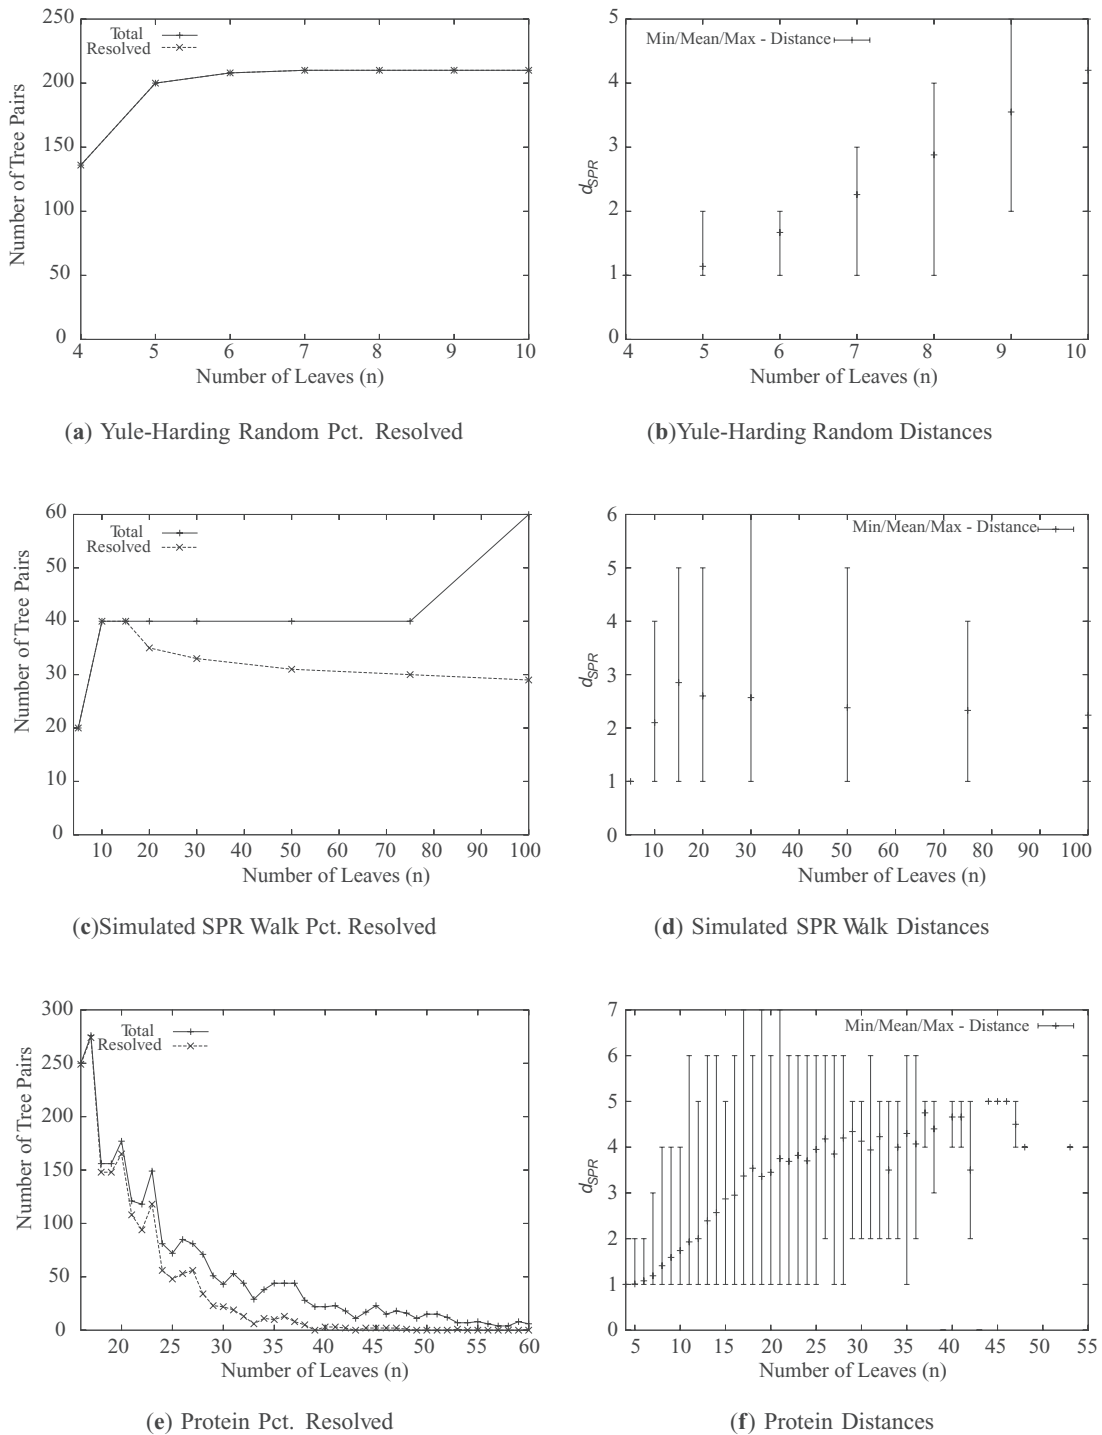 250
200
150
100
50
0
Number of Tree Pairs
Total
Resolved
4 5 6 7 8 9 10
Number of Leaves (n)
(a) Yule-Harding Random Pct. Resolved
5
4
3
2
1
0
dSPR
Min/Mean/Max - Distance
4 5 6 7 8 9 10
Number of Leaves (n)
(b)Yule-Harding Random Distances
60
50
40
30
20
10
0
Number of Tree Pairs
Total
Resolved
10 20 30 40 50 60 70 80 90 100
Number of Leaves (n)
(c)Simulated SPR Walk Pct. Resolved
6
5
4
3
2
1
0
dSPR
Min/Mean/Max - Distance
10 20 30 40 50 60 70 80 90 100
Number of Leaves (n)
(d) Simulated SPR Walk Distances
300
250
200
150
100
50
0
Number of Tree Pairs
Total
Resolved
20 25 30 35 40 45 50 55 60
Number of Leaves (n)
(e) Protein Pct. Resolved
7
6
5
4
3
2
1
0
dSPR
Min/Mean/Max - Distance
5 10 15 20 25 30 35 40 45 50 55
Number of Leaves (n)
(f) Protein Distances